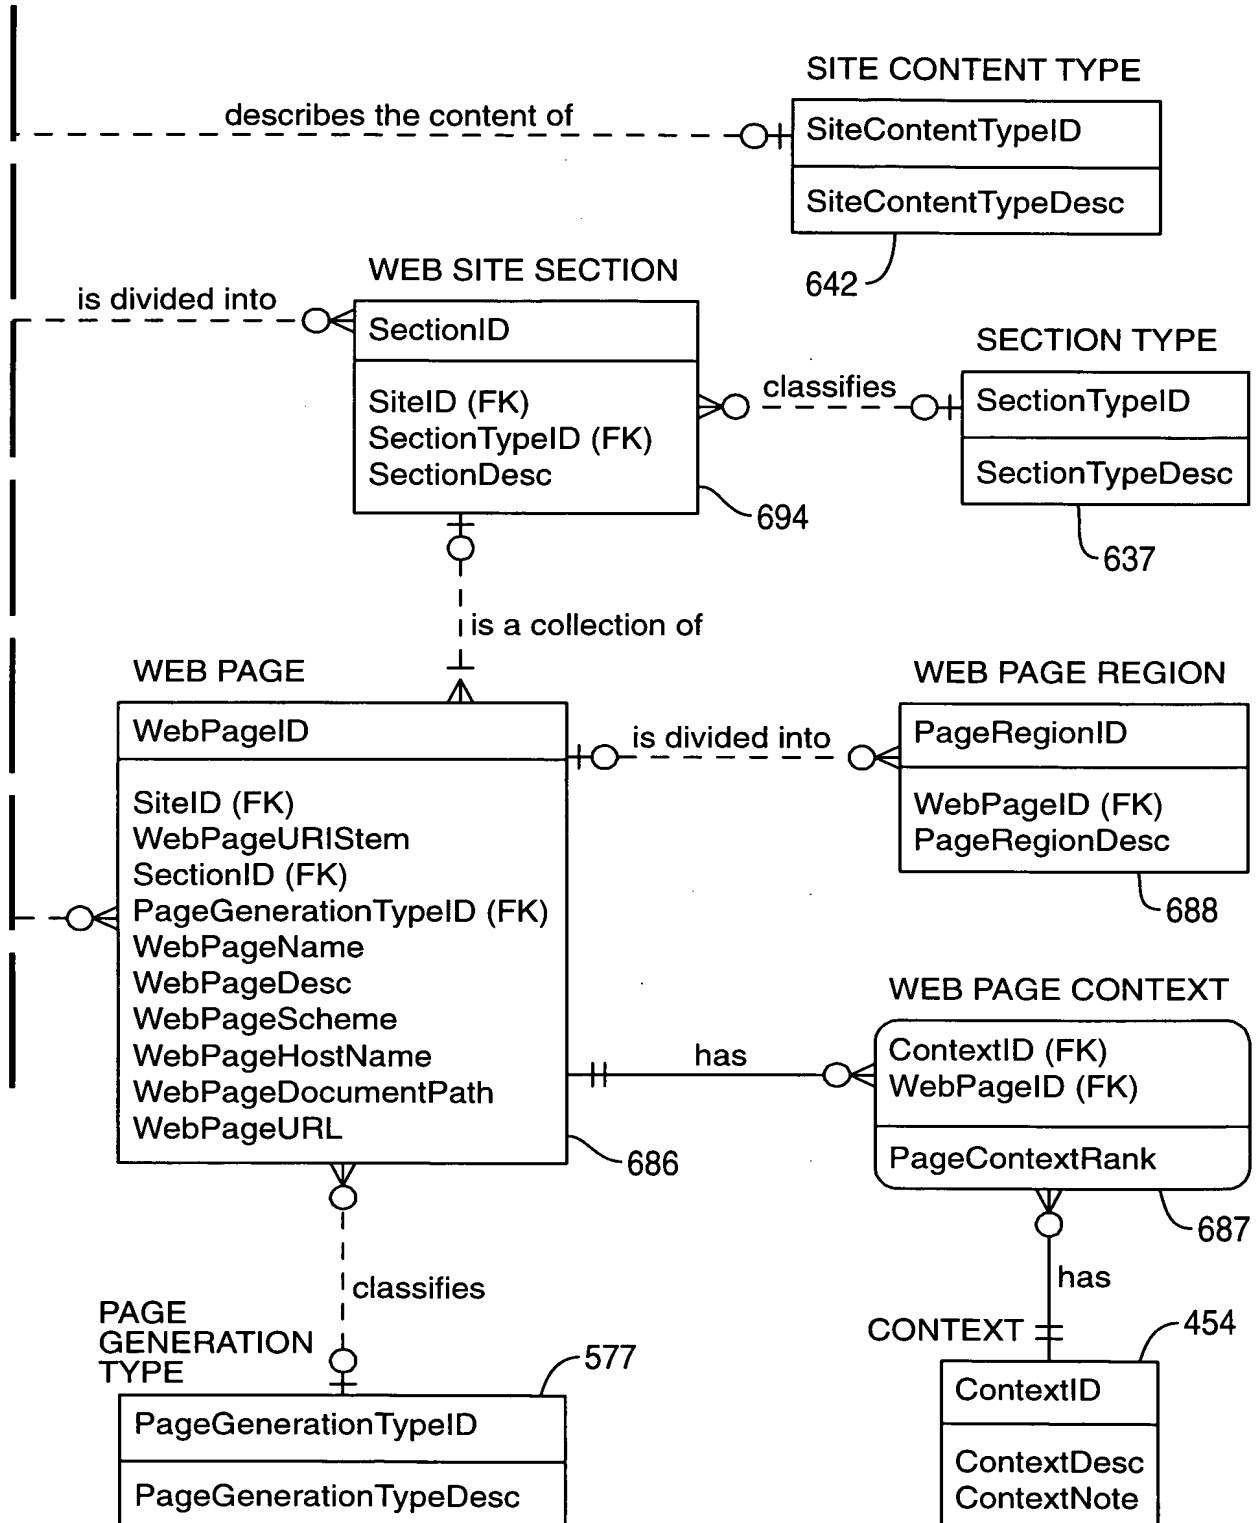 SITE CONTENT TYPE
describes the content of
SiteContentTypeID
SiteContentTypeDesc
642
WEB SITE SECTION
is divided into
SectionID
SiteID (FK)
SectionTypeID (FK)
SectionDesc
694
SECTION TYPE
classifies
SectionTypeID
SectionTypeDesc
637
is a collection of
WEB PAGE
WebPageID
SiteID (FK)
WebPageURIStem
SectionID (FK)
PageGenerationTypeID (FK)
WebPageName
WebPageDesc
WebPageScheme
WebPageHostName
WebPageDocumentPath
WebPageURL
686
WEB PAGE REGION
is divided into
PageRegionID
WebPageID (FK)
PageRegionDesc
688
WEB PAGE CONTEXT
has
ContextID (FK)
WebPageID (FK)
PageContextRank
687
has
classifies
PAGE
GENERATION
TYPE
577
PageGenerationTypeID
PageGenerationTypeDesc
CONTEXT
454
ContextID
ContextDesc
ContextNote